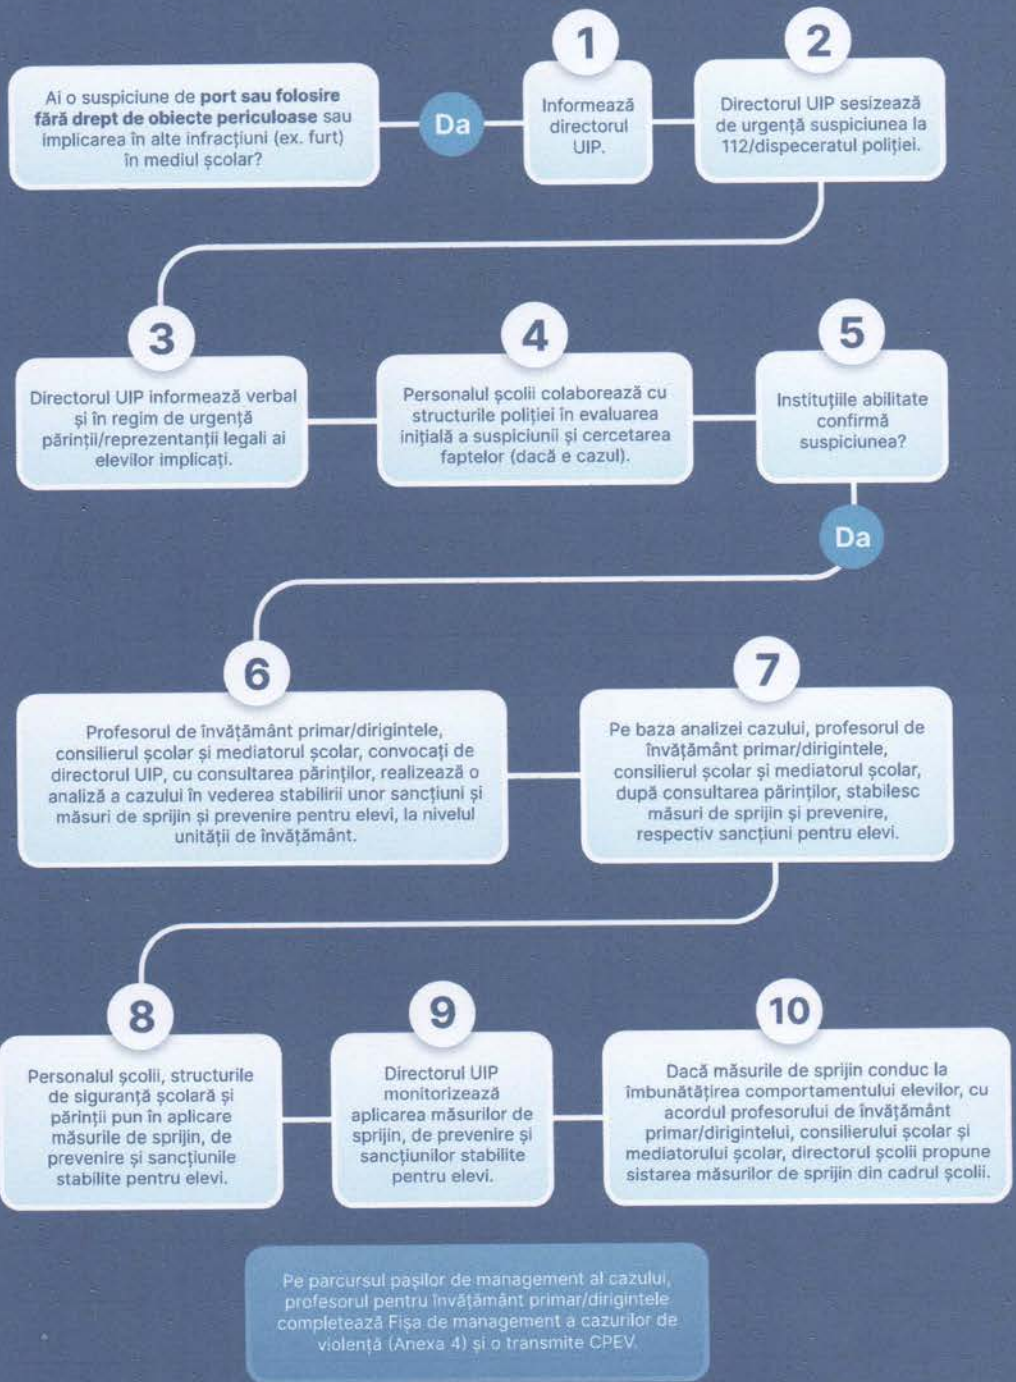 Ai o suspiciune de port sau folosire
fără drept de obiecte periculoase sau
implicarea în alte infracțiuni (ex. furt)
în mediul școlar?
Da
1
Informează
directorul
UIP.
2
Directorul UIP sesizează
de urgență suspiciunea la
112/dispeceratul poliției.
3
Directorul UIP informează verbal
și în regim de urgență
părinții/reprezentanții legali ai
elevilor implicați.
4
Personalul școlii colaborează cu
structurile poliției în evaluarea
inițială a suspiciunii și cercetarea
faptelor (dacă e cazul).
5
Instituțiile abilitate
confirmă
suspiciunea?
Da
6
Profesorul de învățământ primar/dirigintele,
consilierul școlar și mediatorul școlar, convocați de
directorul UIP, cu consultarea părinților, realizează o
analiză a cazului în vederea stabilirii unor sancțiuni și
măsuri de sprijin și prevenire pentru elevi, la nivelul
unității de învățământ.
7
Pe baza analizei cazului, profesorul de
învățământ primar/dirigintele,
consilierul școlar și mediatorul școlar,
după consultarea părinților, stabilesc
măsuri de sprijin și prevenire,
respectiv sancțiuni pentru elevi.
8
Personalul școlii, structurile
de siguranță școlară și
părinții pun în aplicare
măsurile de sprijin, de
prevenire și sancțiunile
stabilite pentru elevi.
9
Directorul UIP
monitorizează
aplicarea măsurilor de
sprijin, de prevenire și
sancțiunilor stabilite
pentru elevi.
10
Dacă măsurile de sprijin conduc la
îmbunătățirea comportamentului elevilor, cu
acordul profesorului de învățământ
primar/dirigintelui, consilierului școlar și
mediatorului școlar, directorul școlii propune
sistarea măsurilor de sprijin din cadrul școlii.
Pe parcursul pașilor de management al cazului,
profesorul pentru învățământ primar/dirigintele
completează Fișa de management a cazurilor de
violență (Anexa 4) și o transmite CPEV.